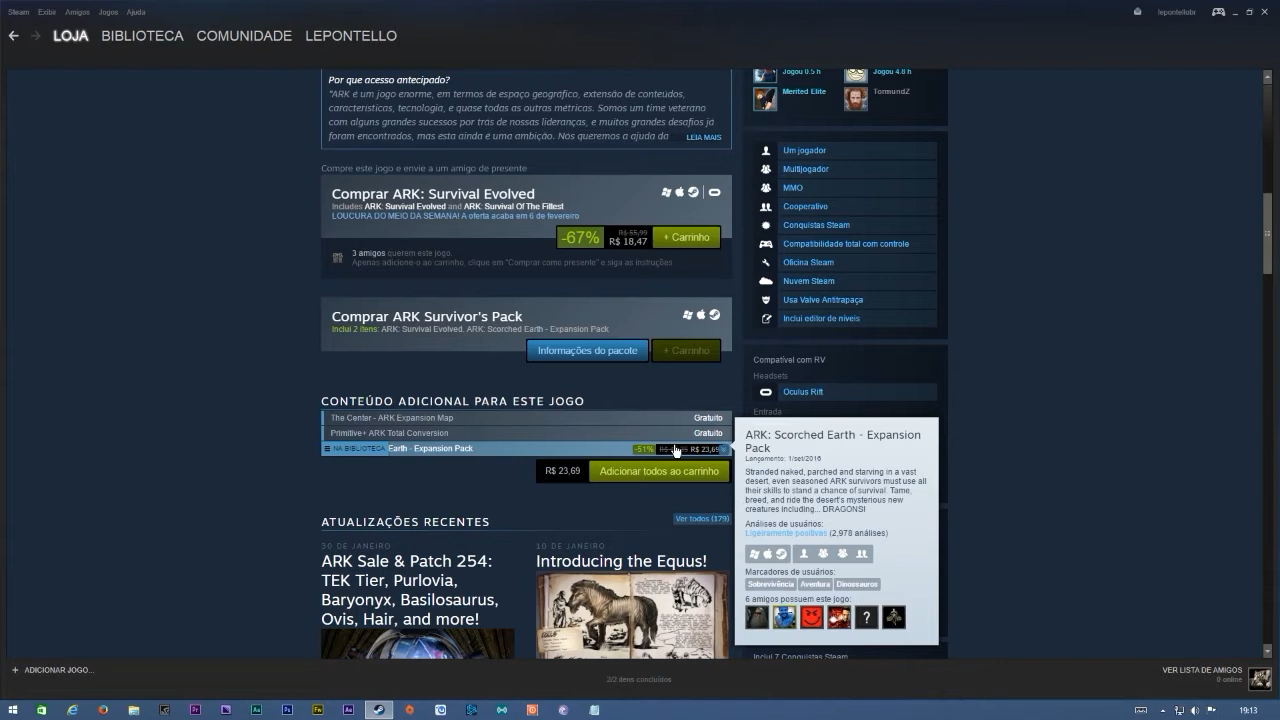 Steam Exibir Amigos Jogos Ajuda
lepontellobr
LOJA BIBLIOTECA COMUNIDADE LEPONTELLO
Por que acesso antecipado?
"ARK é um jogo enorme, em termos de espaço geográfico, extensão de conteúdos,
características, tecnologia, e quase todas as outras métricas. Somos um time veterano
com alguns grandes sucessos por trás de nossas lideranças, e muitos grandes desafios já
foram encontrados, mas esta ainda é uma ambição. Nós queremos a ajuda da
LEIA MAIS
Compre este jogo e envie a um amigo de presente
Comprar ARK: Survival Evolved
Includes ARK: Survival Evolved and ARK: Survival Of The Fittest
LOUCURA DO MEIO DA SEMANA! A oferta acaba em 6 de fevereiro
-67% R$ 55,99 R$ 18,47 + Carrinho
3 amigos querem este jogo.
Apenas adicione-o ao carrinho, clique em "Comprar como presente" e siga as instruções
Comprar ARK Survivor's Pack
Inclui 2 itens: ARK: Survival Evolved, ARK: Scorched Earth - Expansion Pack
Informações do pacote + Carrinho
CONTEÚDO ADICIONAL PARA ESTE JOGO
The Center - ARK Expansion Map Gratuito
Primitive+ ARK Total Conversion Gratuito
NA BIBLIOTECA Earth - Expansion Pack -51% R$ 23,69
R$ 23,69 Adicionar todos ao carrinho
ATUALIZAÇÕES RECENTES
Ver todos (179)
30 DE JANEIRO
ARK Sale & Patch 254:
TEK Tier, Purlovia,
Baryonyx, Basilosaurus,
Ovis, Hair, and more!
10 DE JANEIRO
Introducing the Equus!
Jogou 0.5 h
Jogou 4.8 h
Merited Elite
TormundZ
Um jogador
Multijogador
MMO
Cooperativo
Conquistas Steam
Compatibilidade total com controle
Oficina Steam
Nuvem Steam
Usa Valve Antitrapaça
Inclui editor de níveis
Compatível com RV
Headsets
Oculus Rift
Entrada
ARK: Scorched Earth - Expansion
Pack
Lançamento: 1/set/2016
Stranded naked, parched and starving in a vast
desert, even seasoned ARK survivors must use all
their skills to stand a chance of survival. Tame,
breed, and ride the desert's mysterious new
creatures including... DRAGONS!
Análises de usuários:
Ligeiramente positivas (2,978 análises)
Marcadores de usuários:
Sobrevivência Aventura Dinossauros
6 amigos possuem este jogo:
?
Inclui 7 Conquistas Steam
+ ADICIONAR JOGO...
2/2 itens concluídos
VER LISTA DE AMIGOS
0 online
19:13